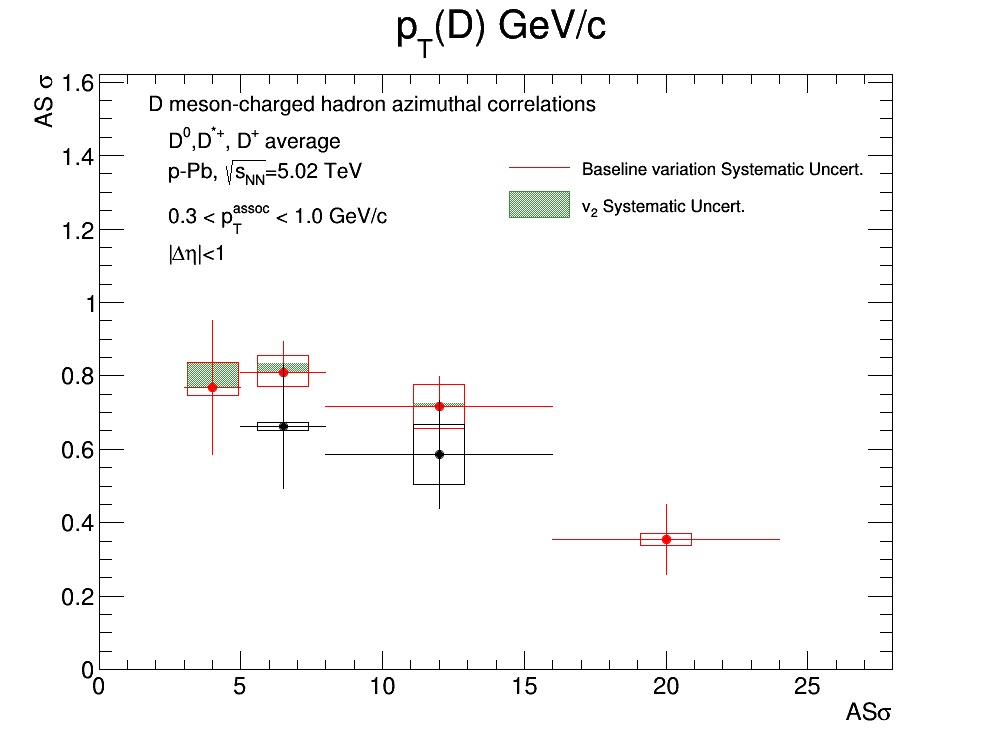 p_T(D) GeV/c
AS σ
1.6
1.4
1.2
1
0.8
0.6
0.4
0.2
0
D meson-charged hadron azimuthal correlations
D⁰,D*⁺, D⁺ average
p-Pb, √s_NN=5.02 TeV
0.3 < p_T^assoc < 1.0 GeV/c
|Δη|<1
Baseline variation Systematic Uncert.
v₂ Systematic Uncert.
0 5 10 15 20 25
ASσ